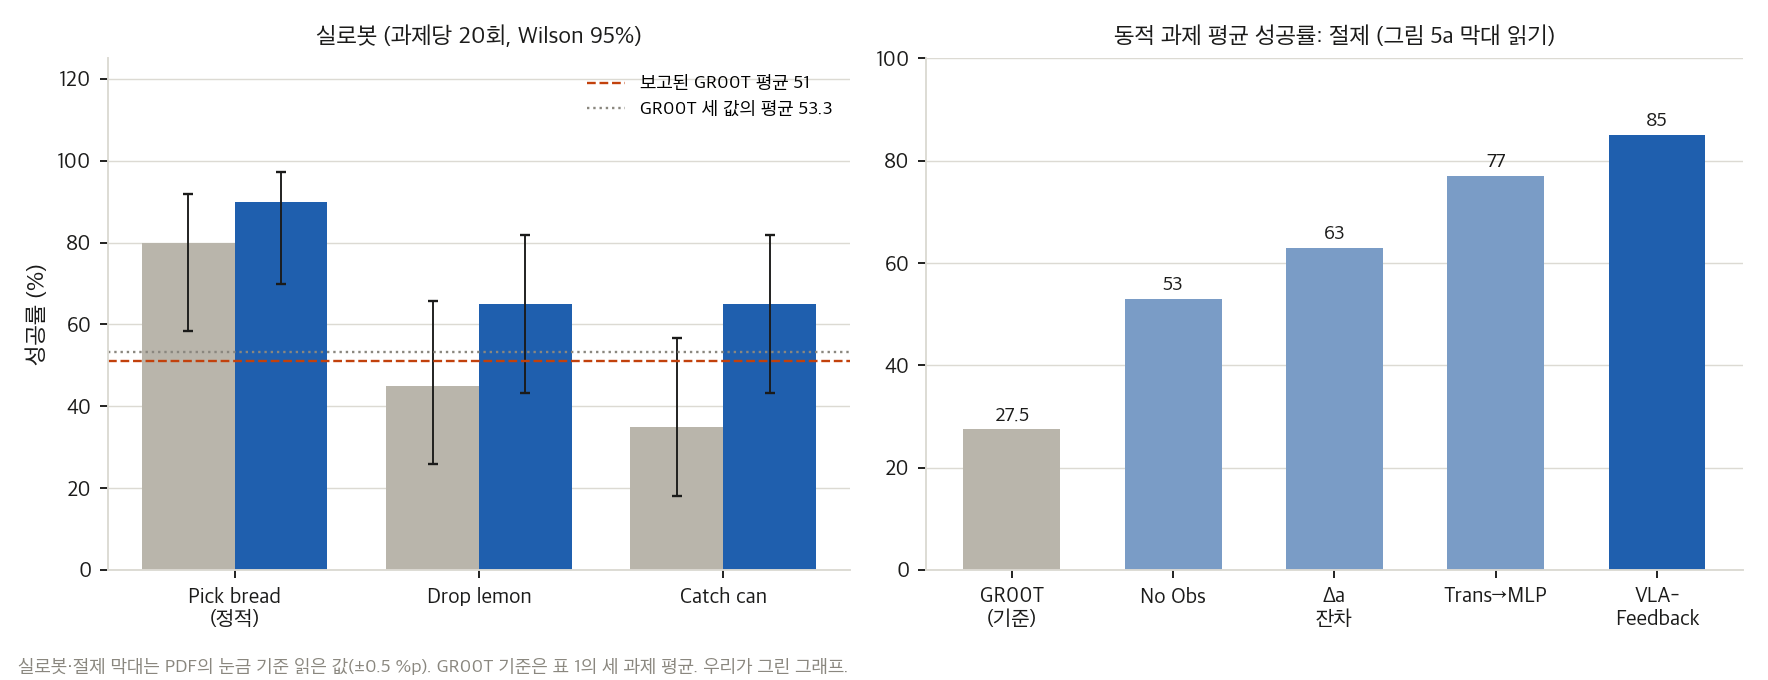 실로봇 (과제당 20회, Wilson 95%)
보고된 GR00T 평균 51
GR00T 세 값의 평균 53.3
성공률 (%)
120
100
80
60
40
20
0
Pick bread
(정적)
Drop lemon
Catch can
동적 과제 평균 성공률: 절제 (그림 5a 막대 읽기)
100
80
60
40
20
0
27.5
53
63
77
85
GR00T
(기준)
No Obs
Δa
잔차
Trans→MLP
VLA-
Feedback
실로봇·절제 막대는 PDF의 눈금 기준 읽은 값(±0.5 %p). GR00T 기준은 표 1의 세 과제 평균. 우리가 그린 그래프.